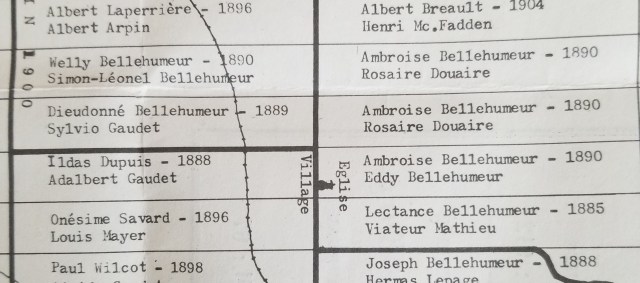 Albert Laperrière - 1896
Albert Arpin
Welly Bellehumeur - 1890
Simon-Léonel Bellehumeur
Dieudonné Bellehumeur - 1889
Sylvio Gaudet
Ildas Dupuis - 1888
Adalbert Gaudet
Onésime Savard - 1896
Louis Mayer
Paul Wilcot - 1898
N 1900
Village
Eglise
Albert Breault - 1904
Henri Mc.Fadden
Ambroise Bellehumeur - 1890
Rosaire Douaire
Ambroise Bellehumeur - 1890
Rosaire Douaire
Ambroise Bellehumeur - 1890
Eddy Bellehumeur
Lectance Bellehumeur - 1885
Viateur Mathieu
Joseph Bellehumeur - 1888
Hermas Lepage